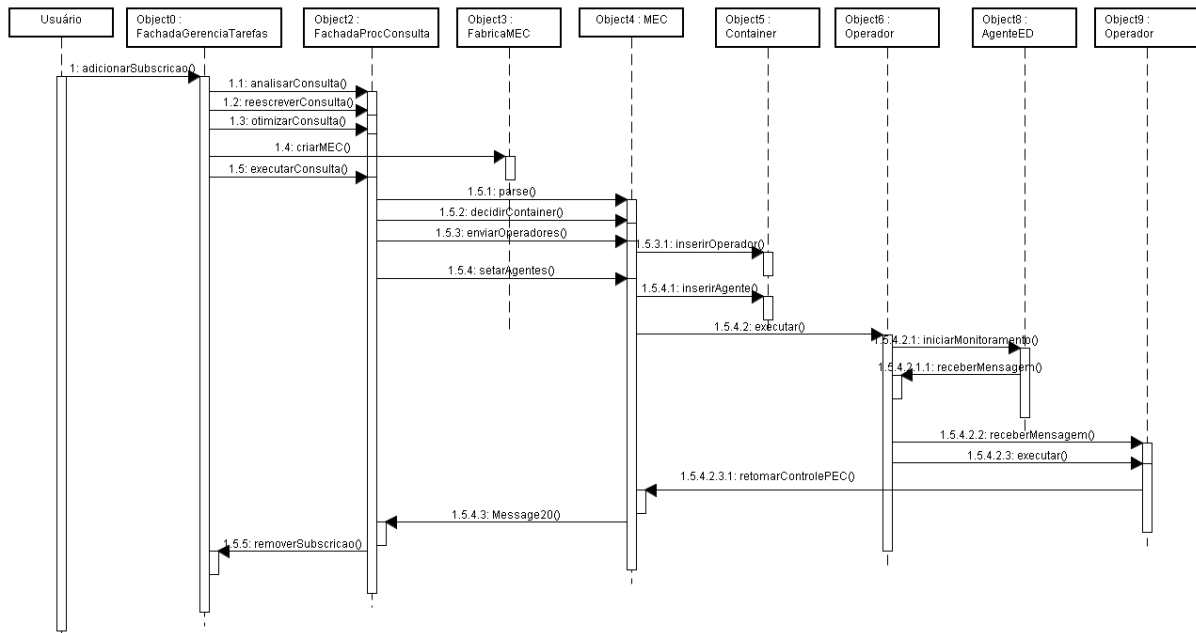 Usuário
Object0 :
FachadaGerenciaTarefas
Object2 :
FachadaProcConsulta
Object3 :
FabricaMEC
Object4 : MEC
Object5 :
Container
Object6 :
Operador
Object8 :
AgenteED
Object9 :
Operador
1: adicionarSubscricao()
1.1: analisarConsulta()
1.2: reescreverConsulta()
1.3: otimizarConsulta()
1.4: criarMEC()
1.5: executarConsulta()
1.5.1: parse()
1.5.2: decidirContainer()
1.5.3: enviarOperadores()
1.5.3.1: inserirOperador()
1.5.4: setarAgentes()
1.5.4.1: inserirAgente()
1.5.4.2: executar()
1.5.4.2.1: iniciarMonitoramento()
1.5.4.2.1.1: receberMensagem()
1.5.4.2.2: receberMensagem()
1.5.4.2.3: executar()
1.5.4.2.3.1: retomarControlePEC()
1.5.4.3: Message20()
1.5.5: removerSubscricao()